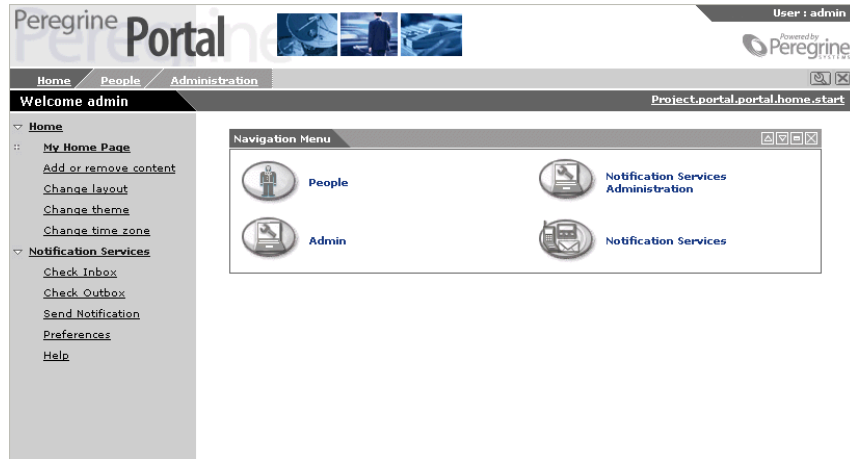 Peregrine Portal
User : admin
Powered by
Peregrine
SYSTEMS
Home People Administration
Welcome admin
Project.portal.portal.home.start
Home
My Home Page
Add or remove content
Change layout
Change theme
Change time zone
Notification Services
Check Inbox
Check Outbox
Send Notification
Preferences
Help
Navigation Menu
People
Notification Services
Administration
Admin
Notification Services